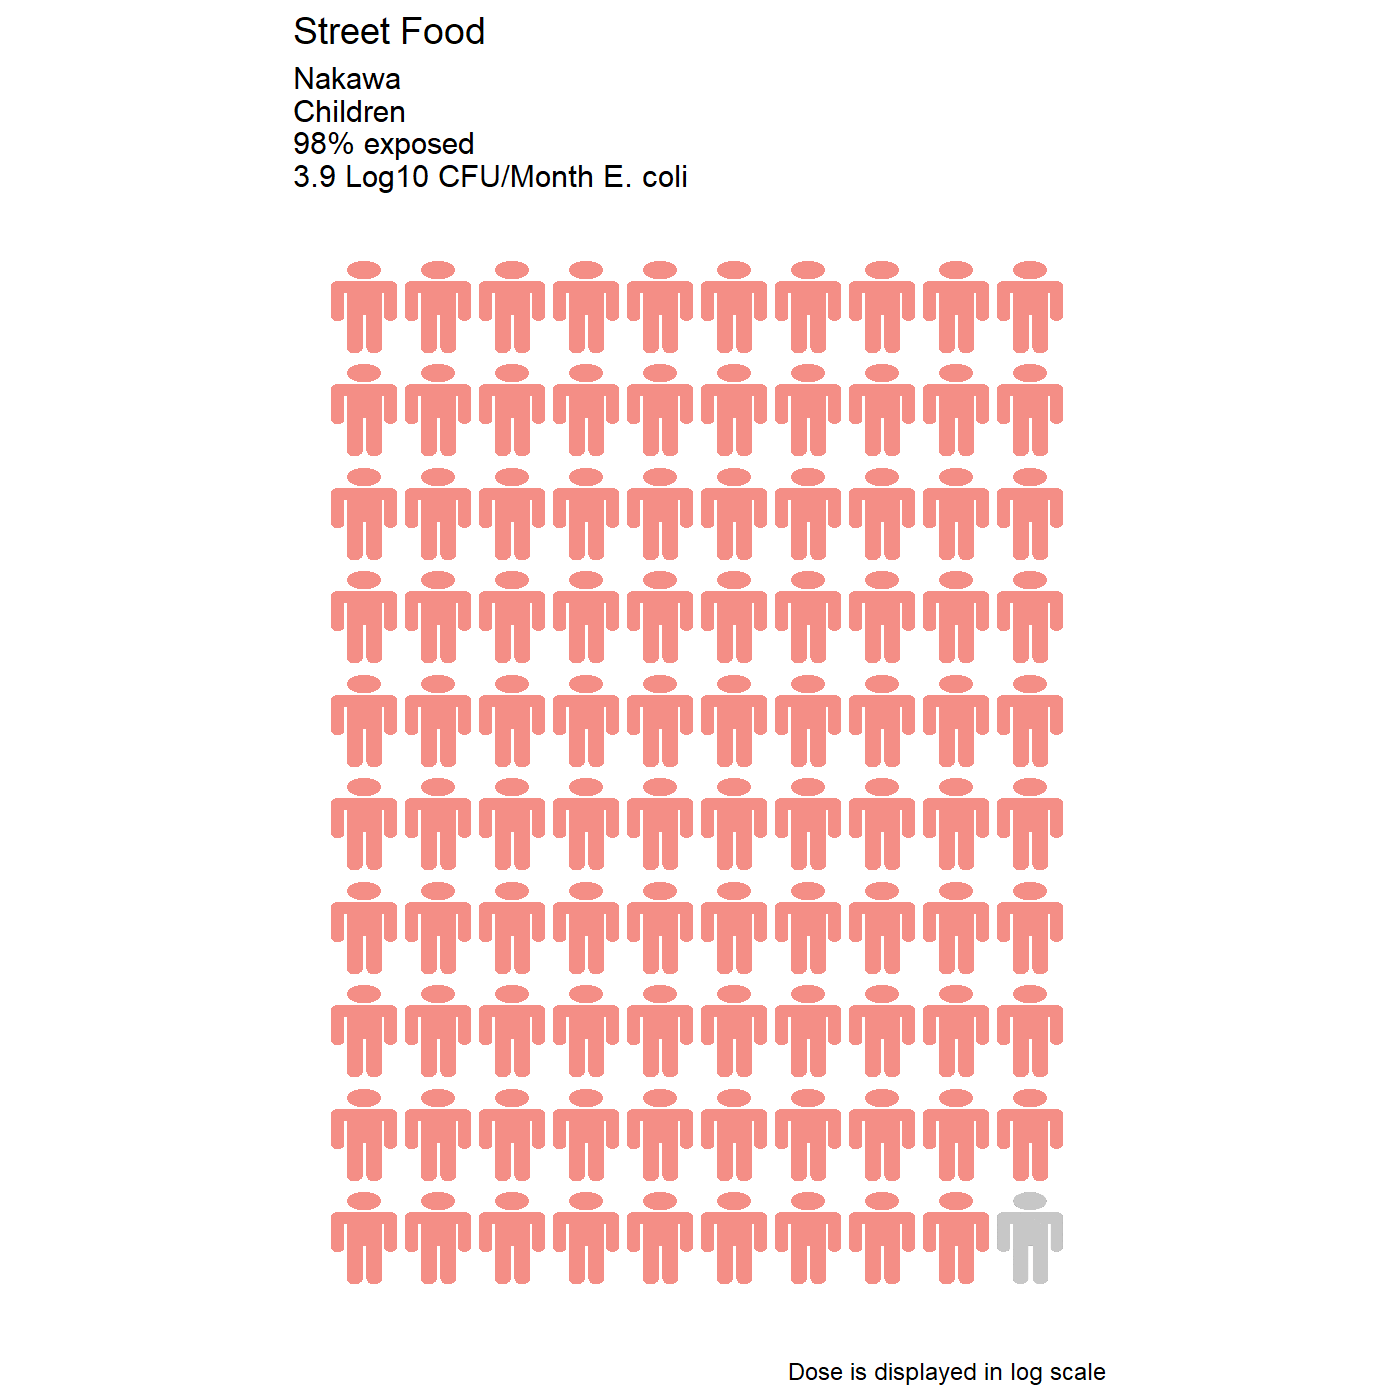 Street Food
Nakawa
Children
98% exposed
3.9 Log10 CFU/Month E. coli
Dose is displayed in log scale